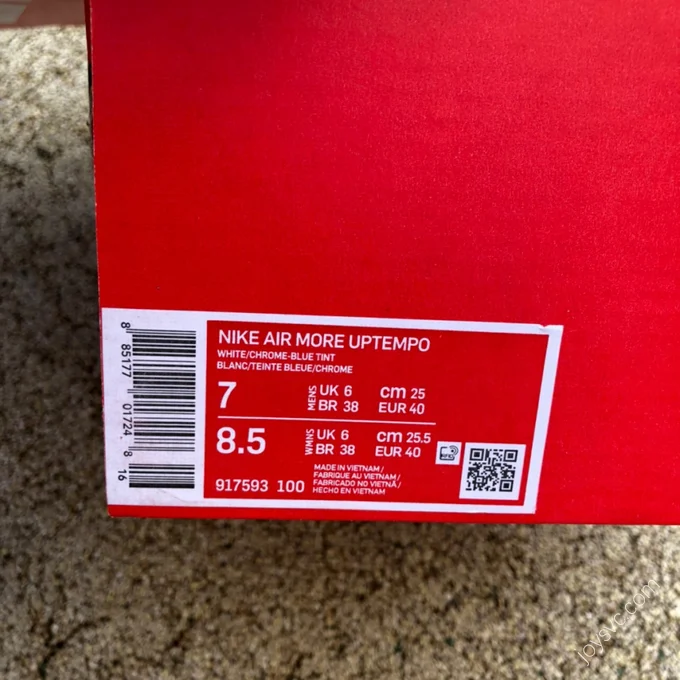 8 85177 01724 8 16
NIKE AIR MORE UPTEMPO
WHITE/CHROME-BLUE TINT
BLANC/TEINTE BLEUE/CHROME
7 MENS UK 6 cm 25
BR 38 EUR 40
8.5 WMNS UK 6 cm 25.5
BR 38 EUR 40
MADE IN VIETNAM /
FABRIQUE AU VIETNAM /
FABRICADO NO VIETNÃ /
HECHO EN VIETNAM
917593 100
joysvc.com